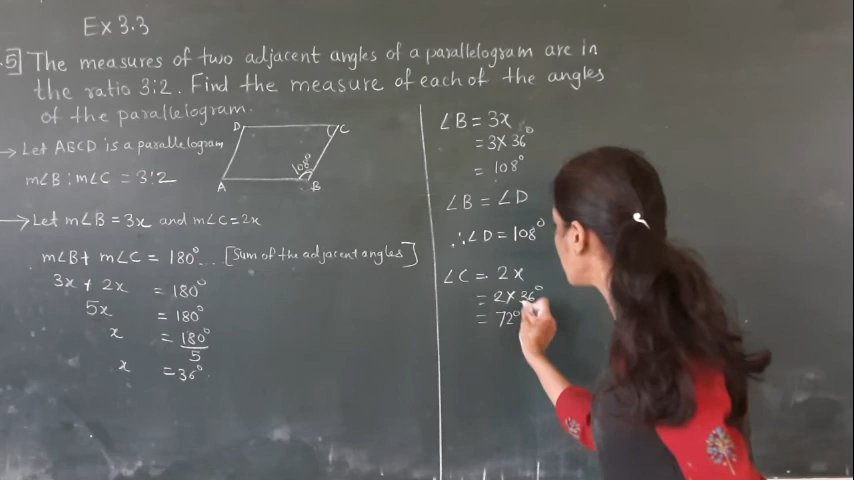 Ex 3.3
5] The measures of two adjacent angles of a parallelogram are in
the ratio 3:2. Find the measure of each of the angles
of the parallelogram.
→ Let ABCD is a parallelogram
m∠B : m∠C = 3:2
D C
108°
A B
→ Let m∠B = 3x and m∠C = 2x
m∠B + m∠C = 180° ... [Sum of the adjacent angles]
3x + 2x = 180°
5x = 180°
x = 180°
5
x = 36°.
∠B = 3x
= 3 × 36°
= 108°
∠B = ∠D
∴ ∠D = 108°
∠C = 2x
= 2 × 36°
= 72°